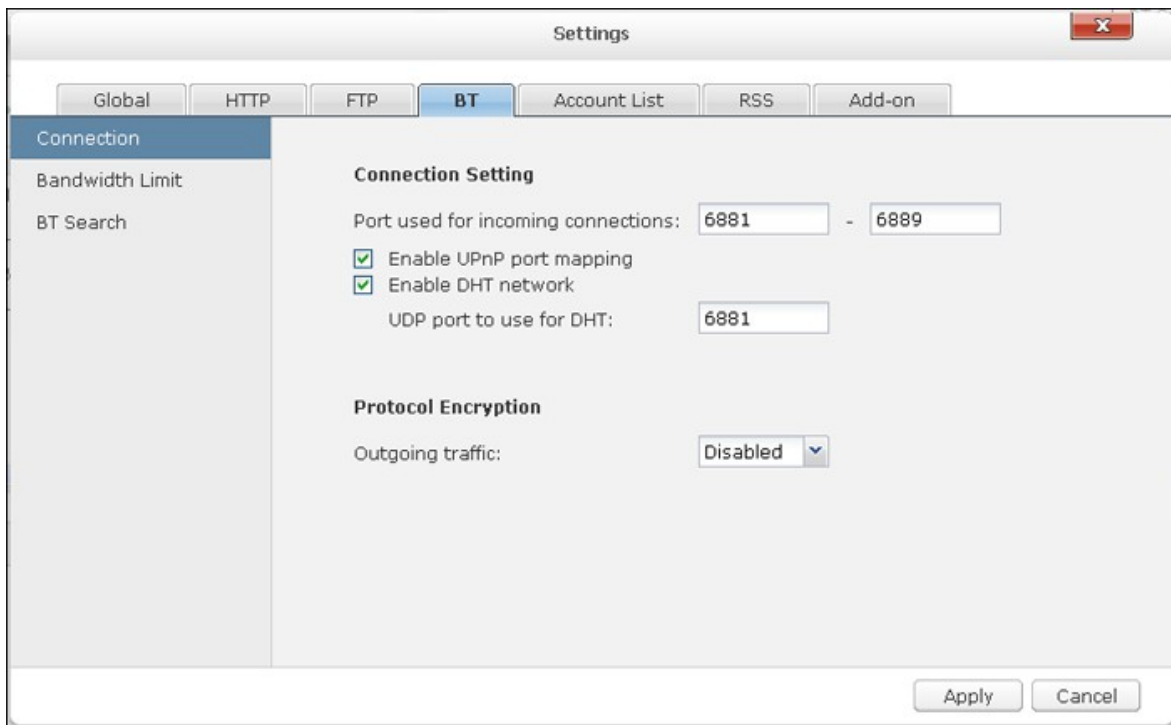 Settings
Global HTTP FTP BT Account List RSS Add-on
Connection
Bandwidth Limit
BT Search
Connection Setting
Port used for incoming connections: 6881 - 6889
Enable UPnP port mapping
Enable DHT network
UDP port to use for DHT: 6881
Protocol Encryption
Outgoing traffic: Disabled
Apply Cancel